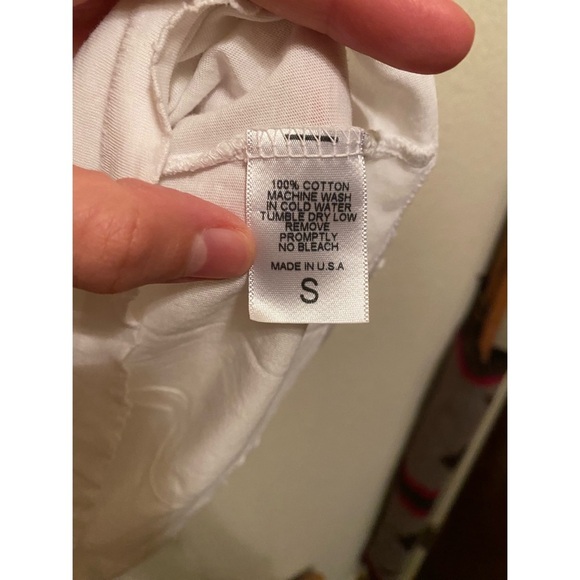 100% COTTON
MACHINE WASH
IN COLD WATER
TUMBLE DRY LOW
REMOVE
PROMPTLY
NO BLEACH
MADE IN U.S.A
S